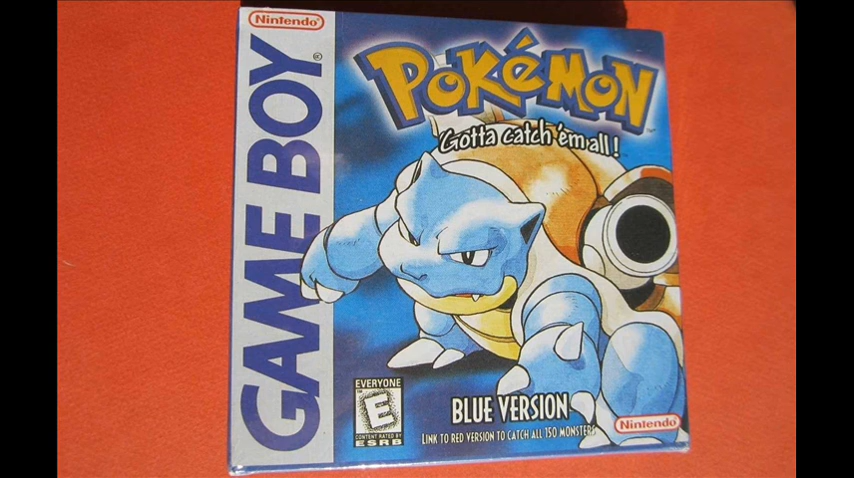 Nintendo®
GAME BOY®
POKéMON™
Gotta catch 'em all!
EVERYONE
E
CONTENT RATED BY
ESRB
BLUE VERSION
LINK TO RED VERSION TO CATCH ALL 150 MONSTERS
Nintendo®